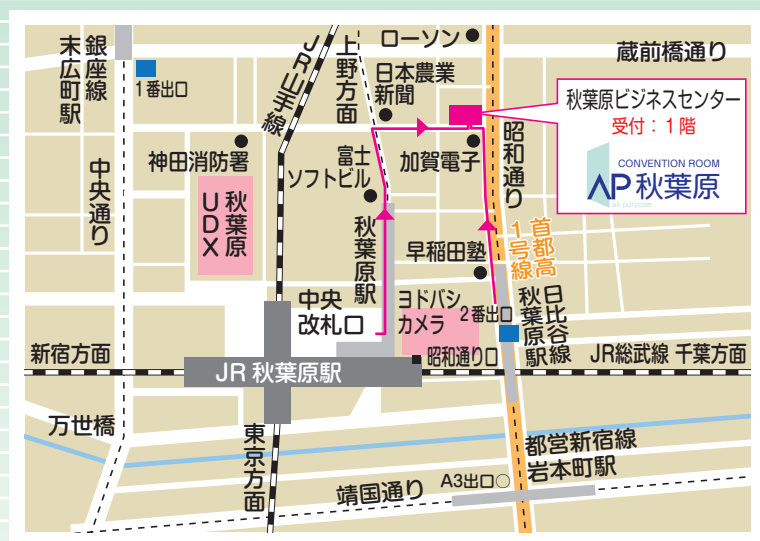 銀座線
末広町駅
1番出口
JR山手線
上野方面
ローソン
日本農業
新聞
蔵前橋通り
秋葉原ビジネスセンター
受付：1階
CONVENTION ROOM
AP秋葉原
all purpose
神田消防署
富士
ソフトビル
加賀電子
昭和通り
中央通り
秋葉原
UDX
秋葉原駅
早稲田塾
首都高
1号線
中央
改札口
ヨドバシ
カメラ
2番出口
日比谷線
秋葉原駅
昭和通り口
新宿方面
JR秋葉原駅
JR総武線 千葉方面
万世橋
東京方面
都営新宿線
岩本町駅
A3出口
靖国通り